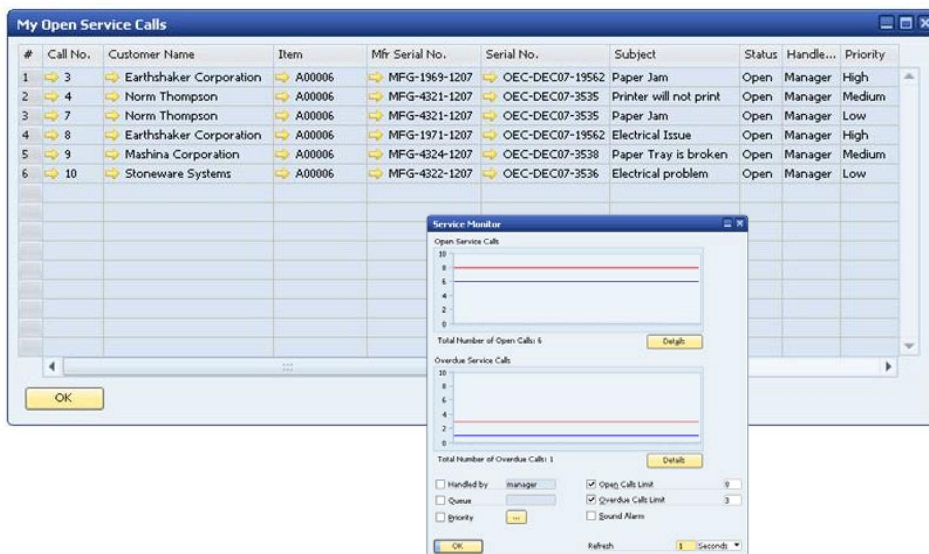 My Open Service Calls
# Call No. Customer Name Item Mfr Serial No. Serial No. Subject Status Handle... Priority
1 3 Earthshaker Corporation A00006 MFG-1969-1207 OEC-DEC07-19562 Paper Jam Open Manager High
2 4 Norm Thompson A00006 MFG-4321-1207 OEC-DEC07-3535 Printer will not print Open Manager Medium
3 7 Norm Thompson A00006 MFG-4321-1207 OEC-DEC07-3535 Paper Jam Open Manager Low
4 8 Earthshaker Corporation A00006 MFG-1971-1207 OEC-DEC07-19562 Electrical Issue Open Manager High
5 9 Mashina Corporation A00006 MFG-4324-1207 OEC-DEC07-3538 Paper Tray is broken Open Manager Medium
6 10 Stoneware Systems A00006 MFG-4322-1207 OEC-DEC07-3536 Electrical problem Open Manager Low
OK
Service Monitor
Open Service Calls
10
8
6
4
2
0
Total Number of Open Calls: 6
Details
Overdue Service Calls
10
8
6
4
2
0
Total Number of Overdue Calls: 1
Details
Handled by manager Open Calls Limit
Queue Overdue Calls Limit 3
Priority ... Sound Alarm
OK Refresh 1 Seconds